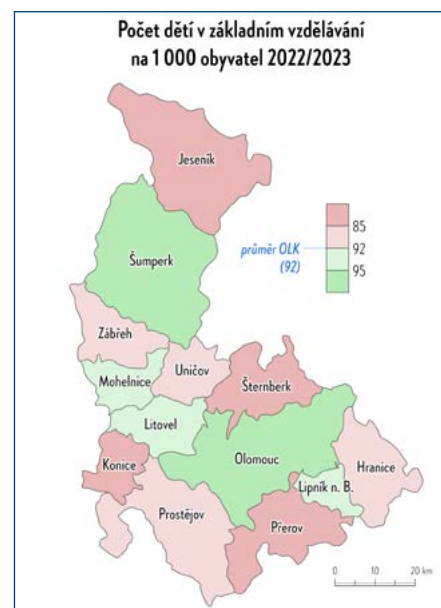 Počet dětí v základním vzdělávání
na 1 000 obyvatel 2022/2023
Jeseník
85
průměr OLK
92
(92)
95
Šumperk
Zábřeh
Uničov
Mohelnice
Šternberk
Litovel
Hranice
Konice
Olomouc
Lipník n. B.
Prostějov
Přerov
0 10 20 km